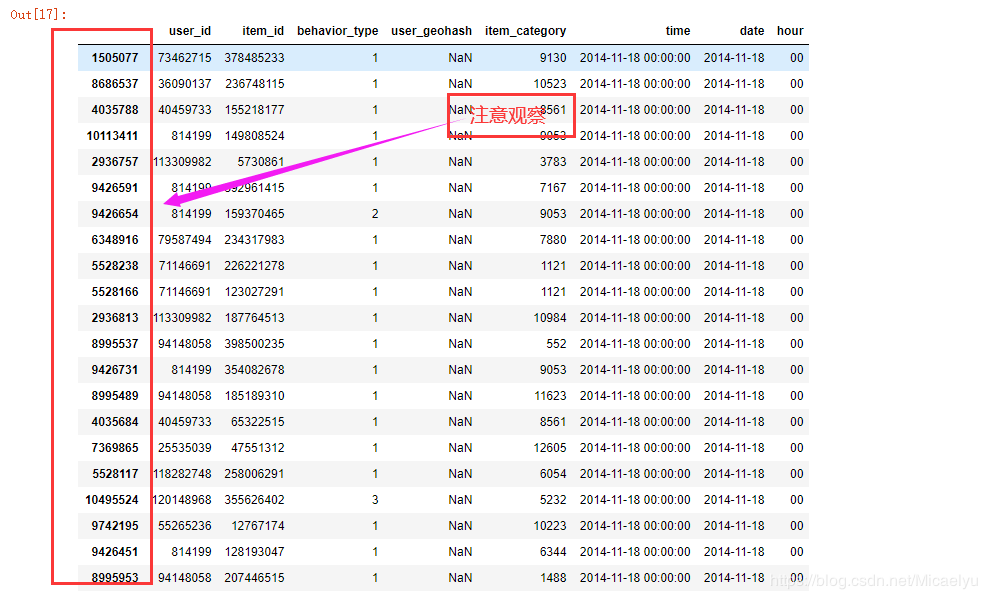 Out[17]:
user_id item_id behavior_type user_geohash item_category time date hour
1505077 73462715 378485233 1 NaN 9130 2014-11-18 00:00:00 2014-11-18 00
8686537 36090137 236748115 1 NaN 10523 2014-11-18 00:00:00 2014-11-18 00
4035788 40459733 155218177 1 NaN 8561 2014-11-18 00:00:00 2014-11-18 00
注意观察
10113411 814199 149808524 1 NaN 9053 2014-11-18 00:00:00 2014-11-18 00
2936757 113309982 5730861 1 NaN 3783 2014-11-18 00:00:00 2014-11-18 00
9426591 814199 392961415 1 NaN 7167 2014-11-18 00:00:00 2014-11-18 00
9426654 814199 159370465 2 NaN 9053 2014-11-18 00:00:00 2014-11-18 00
6348916 79587494 234317983 1 NaN 7880 2014-11-18 00:00:00 2014-11-18 00
5528238 71146691 226221278 1 NaN 1121 2014-11-18 00:00:00 2014-11-18 00
5528166 71146691 123027291 1 NaN 1121 2014-11-18 00:00:00 2014-11-18 00
2936813 113309982 187764513 1 NaN 10984 2014-11-18 00:00:00 2014-11-18 00
8995537 94148058 398500235 1 NaN 552 2014-11-18 00:00:00 2014-11-18 00
9426731 814199 354082678 1 NaN 9053 2014-11-18 00:00:00 2014-11-18 00
8995489 94148058 185189310 1 NaN 11623 2014-11-18 00:00:00 2014-11-18 00
4035684 40459733 65322515 1 NaN 8561 2014-11-18 00:00:00 2014-11-18 00
7369865 25535039 47551312 1 NaN 12605 2014-11-18 00:00:00 2014-11-18 00
5528117 118282748 258006291 1 NaN 6054 2014-11-18 00:00:00 2014-11-18 00
10495524 120148968 355626402 3 NaN 5232 2014-11-18 00:00:00 2014-11-18 00
9742195 55265236 12767174 1 NaN 10223 2014-11-18 00:00:00 2014-11-18 00
9426451 814199 128193047 1 NaN 6344 2014-11-18 00:00:00 2014-11-18 00
8995953 94148058 207446515 1 NaN 1488 2014-11-18 00:00:00 2014-11-18 00
https://blog.csdn.net/Micaelyu